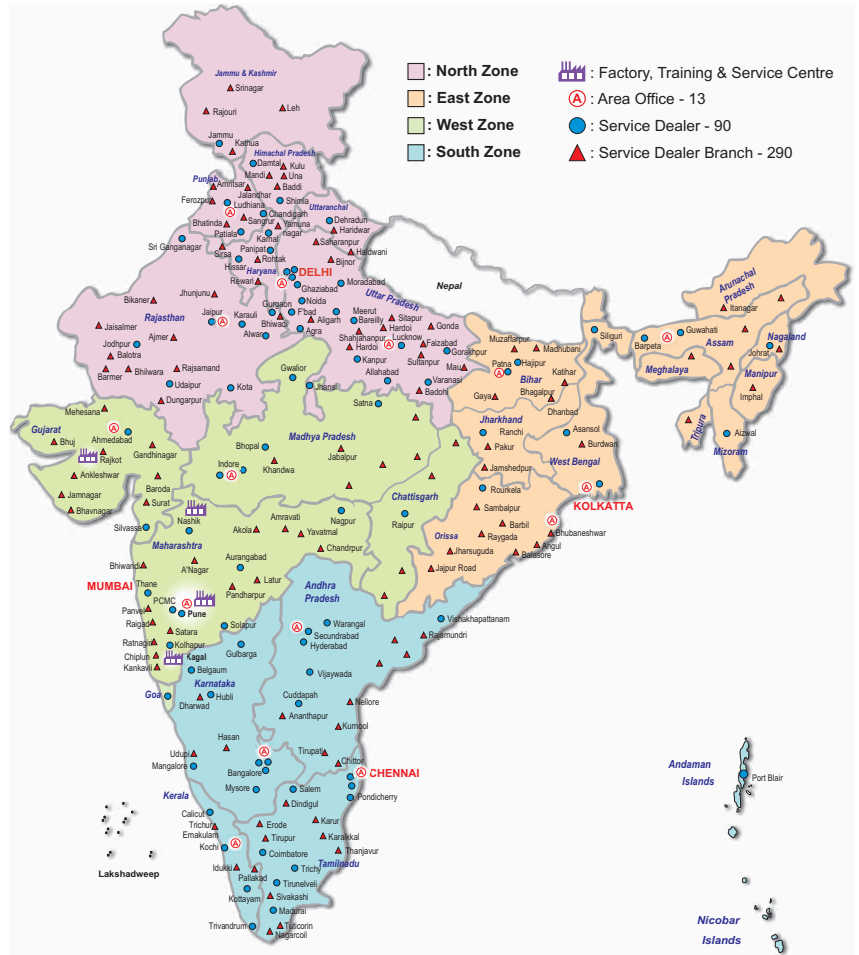 : North Zone
: East Zone
: West Zone
: South Zone
: Factory, Training & Service Centre
A : Area Office - 13
: Service Dealer - 90
: Service Dealer Branch - 290
Jammu & Kashmir
Srinagar
Rajouri
Leh
Jammu
Kathua
Himachal Pradesh
Damtal
Kulu
Mandi
Una
Baddi
Punjab
Amritsar
Jalandhar
Ferozpur
Ludhiana
Shimla
Uttaranchal
A
Chandigarh
Bhatinda
Sangrur
Yamuna
nagar
Dehradun
Haridwar
Patiala
Karnal
Saharanpur
Sri Ganganagar
Sirsa
Panipat
Haldwani
Hissar
Rohtak
Bijnor
Haryana
DELHI
Rewari
A
Ghaziabad
Moradabad
Nepal
Jhunjunu
Noida
Uttar Pradesh
Bikaner
Gurgaon
Rajasthan
Jaipur
A
Karauli
Bhiwadi
F'bad
Aligarh
Meerut
Bareilly
Sitapur
Hardoi
Gonda
Jaisalmer
Alwar
Agra
Shahjahanpur
Lucknow
A
Faizabad
Jodhpur
Ajmer
Hardoi
Gorakhpur
Balotra
Kanpur
Sultanpur
Mau
Barmer
Bhilwara
Rajsamand
Gwalior
Allahabad
Varanasi
Udaipur
Kota
Jhansi
Badohi
Dungarpur
Satna
Muzaffarpur
Madhubani
Patna
A
Hajipur
Katihar
Bihar
Gaya
Bhagalpur
Dhanbad
Siliguri
Arunachal
Pradesh
Itanagar
A
Guwahati
Barpeta
Assam
Nagaland
Johrat
Meghalaya
Manipur
Imphal
Tripura
Aizwal
Mizoram
Mehesana
Gujarat
A
Ahmedabad
Bhuj
Rajkot
Gandhinagar
Ankleshwar
Jamnagar
Baroda
Surat
Bhavnagar
Madhya Pradesh
Bhopal
Indore
A
Khandwa
Jabalpur
Chattisgarh
Raipur
Jharkhand
Ranchi
Pakur
Jamshedpur
Asansol
Burdwan
West Bengal
A
KOLKATTA
Rourkela
Sambalpur
Barbil
Orissa
A
Bhubaneshwar
Raygada
Jharsuguda
Angul
Balasore
Jajpur Road
Silvassa
Nashik
Maharashtra
Akola
Amravati
Yavatmal
Nagpur
Chandrpur
Bhiwandi
A'Nagar
Aurangabad
Latur
Thane
MUMBAI
PCMC
A
Pandharpur
Panvel
Pune
Raigad
Satara
Solapur
Ratnagiri
Kolhapur
Chiplun
Kagal
Kankavli
Belgaum
Gulbarga
Andhra
Pradesh
Warangal
A
Secundrabad
Hyderabad
Vishakhapattanam
Rajamundri
Vijaywada
Goa
Karnataka
Hubli
Dharwad
Cuddapah
Nellore
Ananthapur
Kurnool
Hasan
A
Tirupati
Udupi
Chittor
Mangalore
Bangalore
A
CHENNAI
Mysore
Salem
Pondicherry
Kerala
Dindigul
Calicut
Trichur
Erode
Karur
Ernakulam
Tirupur
Karaikkal
Kochi
A
Coimbatore
Thanjavur
Tamilnadu
Idukki
Pallakad
Trichy
Kottayam
Tirunelveli
Sivakashi
Madurai
Trivandrum
Tuticorin
Nagarcoil
Lakshadweep
Andaman
Islands
Port Blair
Nicobar
Islands